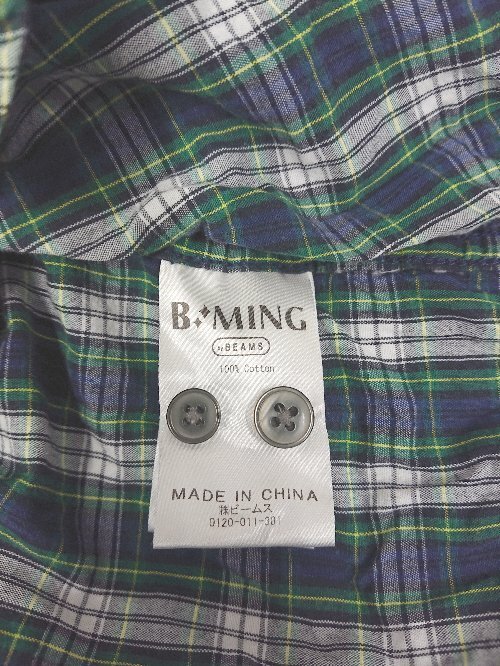 B:MING
by BEAMS
100% Cotton
MADE IN CHINA
㈱ビームス
0120-011-301